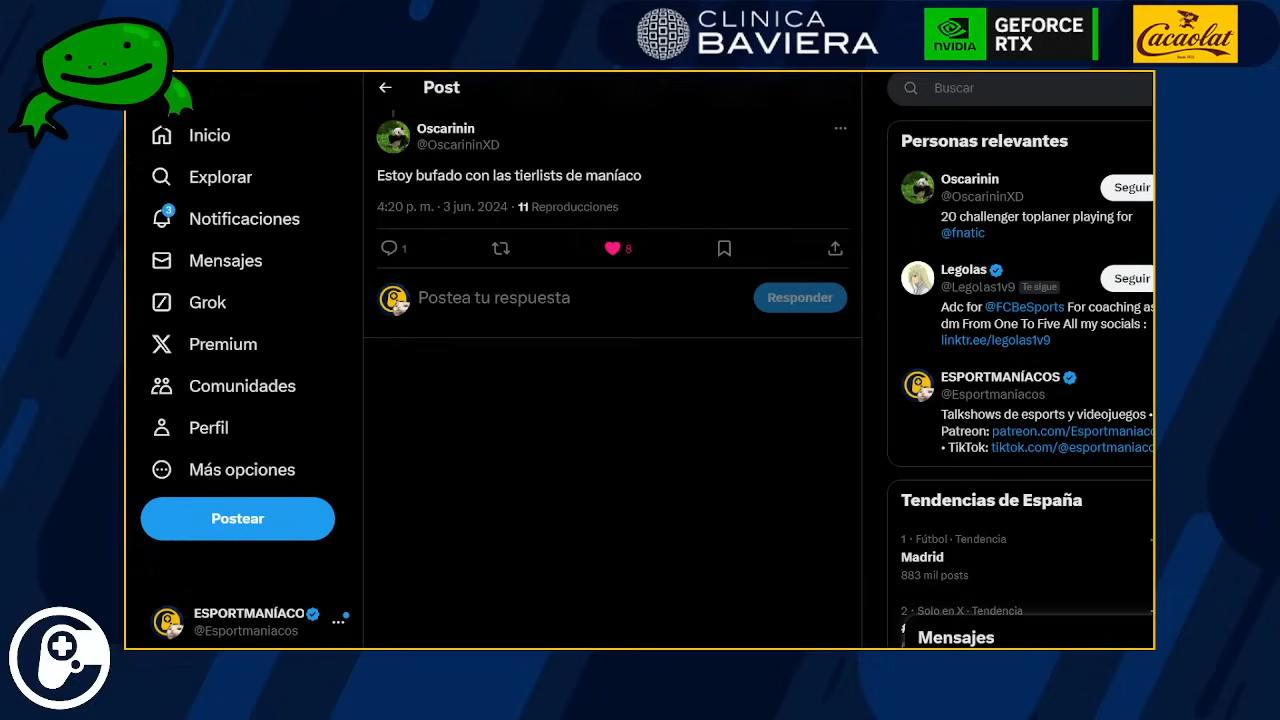 CLINICA
BAVIERA
NVIDIA
GEFORCE
RTX
Cacaolat
Post
Buscar
Inicio
Explorar
3
Notificaciones
Mensajes
Grok
Premium
Comunidades
Perfil
Más opciones
Postear
ESPORTMANÍACO
@Esportmaniacos
Oscarinin
@OscarininXD
Estoy bufado con las tierlists de maníaco
4:20 p. m. · 3 jun. 2024 · 11 Reproducciones
1
8
Postea tu respuesta
Responder
Personas relevantes
Oscarinin
@OscarininXD
Seguir
20 challenger toplaner playing for
@fnatic
Legolas
@Legolas1v9 Te sigue
Seguir
Adc for @FCBeSports For coaching as
dm From One To Five All my socials :
linktr.ee/legolas1v9
ESPORTMANÍACOS
@Esportmaniacos
Talkshows de esports y videojuegos •
Patreon: patreon.com/Esportmaniaco
• TikTok: tiktok.com/@esportmaniaco
Tendencias de España
1 · Fútbol · Tendencia
Madrid
883 mil posts
2 · Solo en X · Tendencia
Mensajes